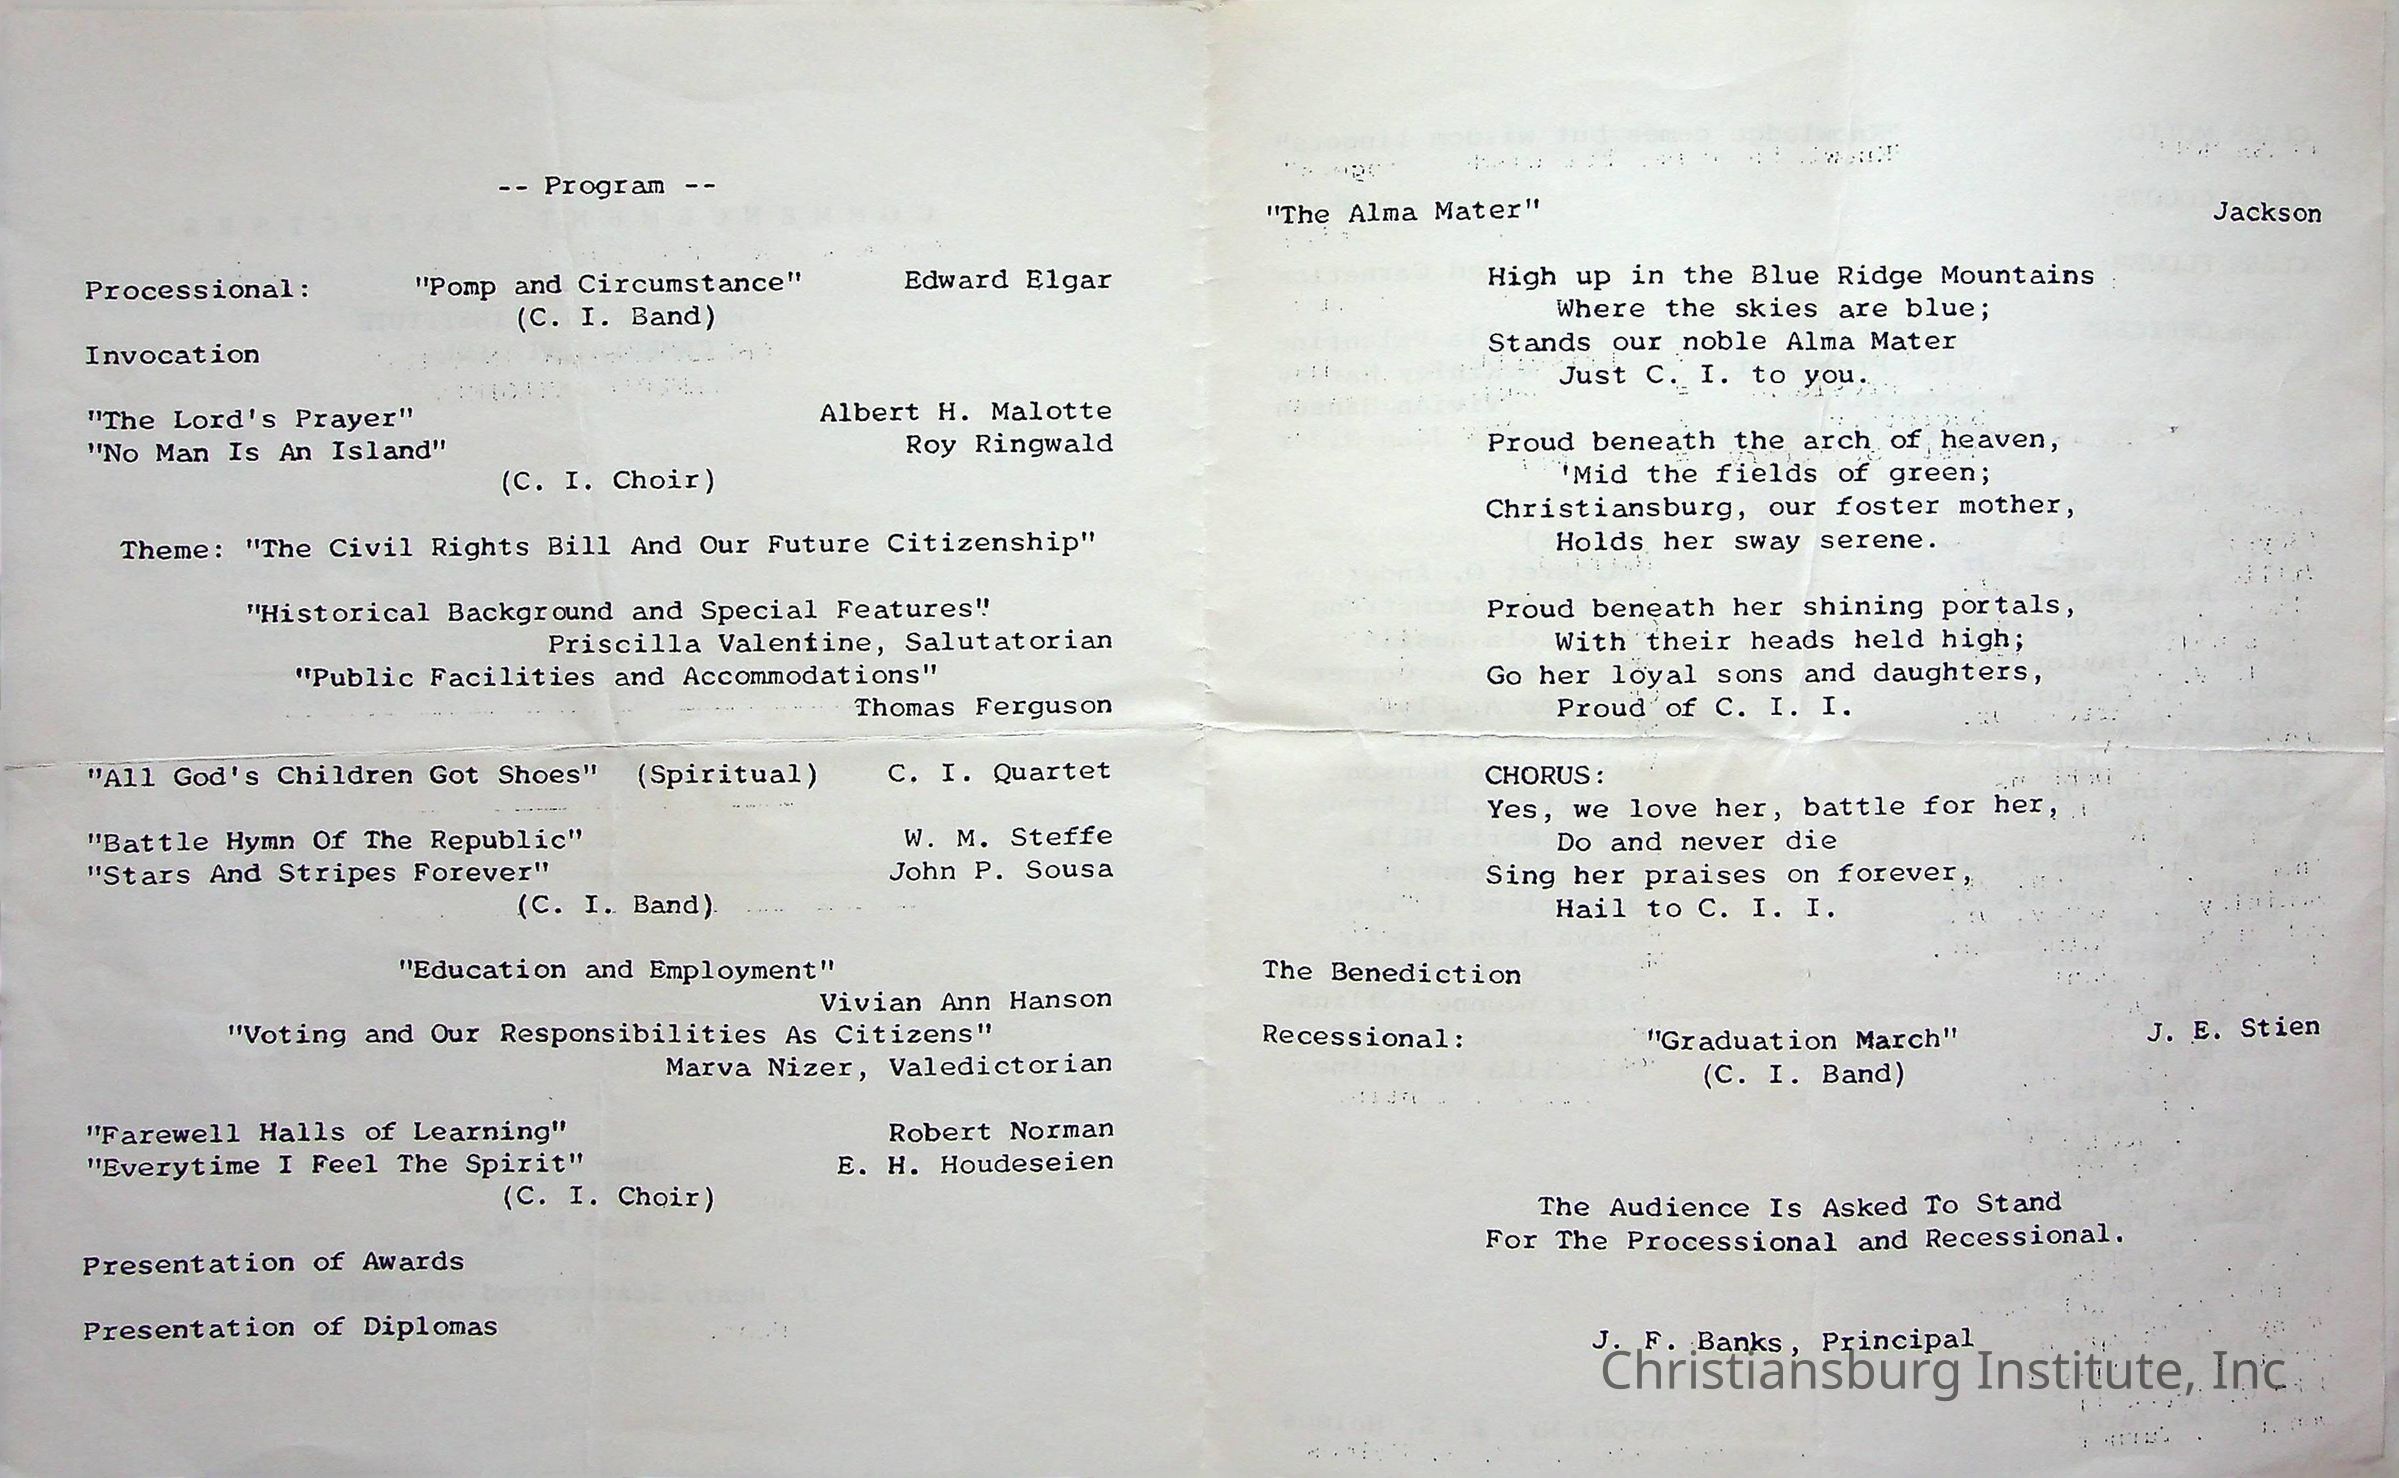 -- Program --
Processional: "Pomp and Circumstance" Edward Elgar
(C. I. Band)
Invocation
"The Lord's Prayer" Albert H. Malotte
"No Man Is An Island" Roy Ringwald
(C. I. Choir)
Theme: "The Civil Rights Bill And Our Future Citizenship"
"Historical Background and Special Features"
Priscilla Valentine, Salutatorian
"Public Facilities and Accommodations"
Thomas Ferguson
"All God's Children Got Shoes" (Spiritual) C. I. Quartet
"Battle Hymn Of The Republic" W. M. Steffe
"Stars And Stripes Forever" John P. Sousa
(C. I. Band)
"Education and Employment"
Vivian Ann Hanson
"Voting and Our Responsibilities As Citizens"
Marva Nizer, Valedictorian
"Farewell Halls of Learning" Robert Norman
"Everytime I Feel The Spirit" E. H. Houdeseien
(C. I. Choir)
Presentation of Awards
Presentation of Diplomas
"The Alma Mater" Jackson
High up in the Blue Ridge Mountains
Where the skies are blue;
Stands our noble Alma Mater
Just C. I. to you.
Proud beneath the arch of heaven,
'Mid the fields of green;
Christiansburg, our foster mother,
Holds her sway serene.
Proud beneath her shining portals,
With their heads held high;
Go her loyal sons and daughters,
Proud of C. I. I.
CHORUS:
Yes, we love her, battle for her,
Do and never die
Sing her praises on forever,
Hail to C. I. I.
The Benediction
Recessional: "Graduation March" J. E. Stien
(C. I. Band)
The Audience Is Asked To Stand
For The Processional and Recessional.
J. F. Banks, Principal
Christiansburg Institute, Inc